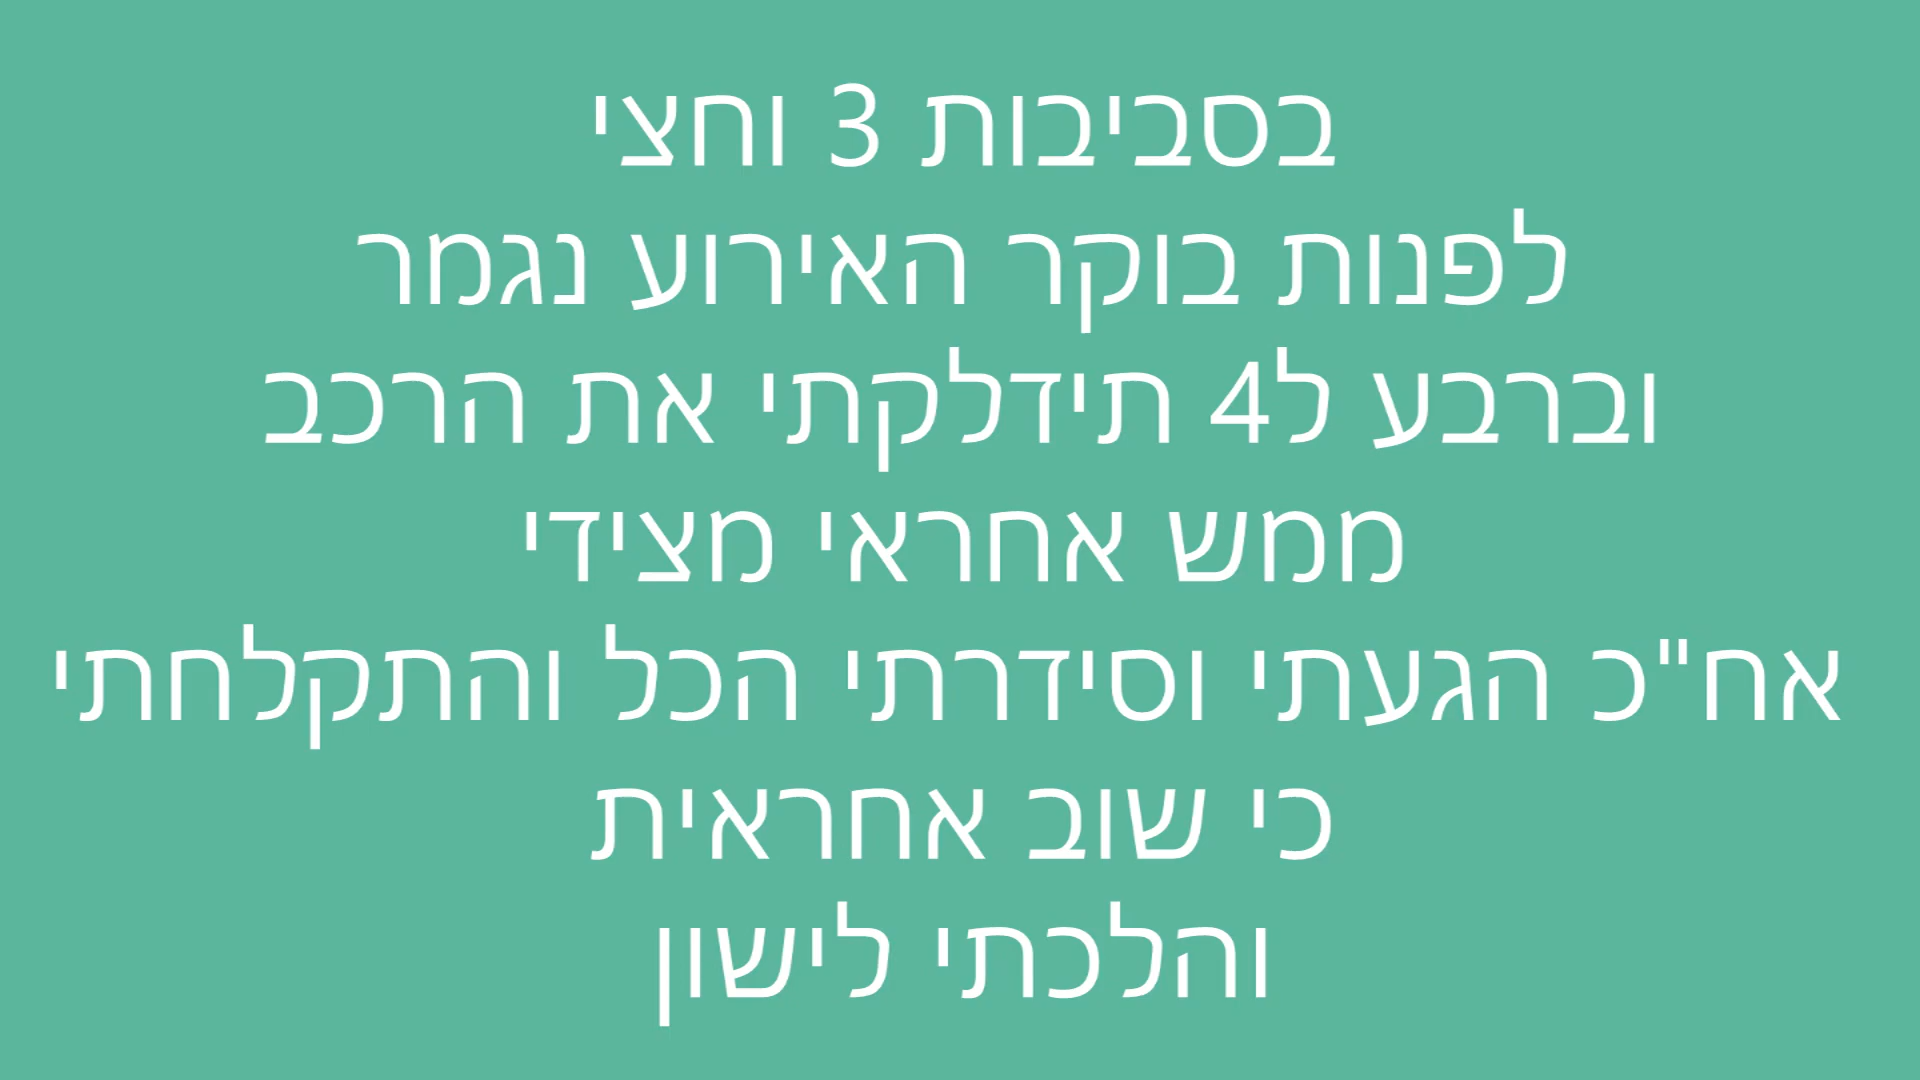 בסביבות 3 וחצי
לפנות בוקר האירוע נגמר
וברבע ל4 תידלקתי את הרכב
ממש אחראי מצידי
אח"כ הגעתי וסידרתי הכל והתקלחתי
כי שוב אחראית
והלכתי לישון